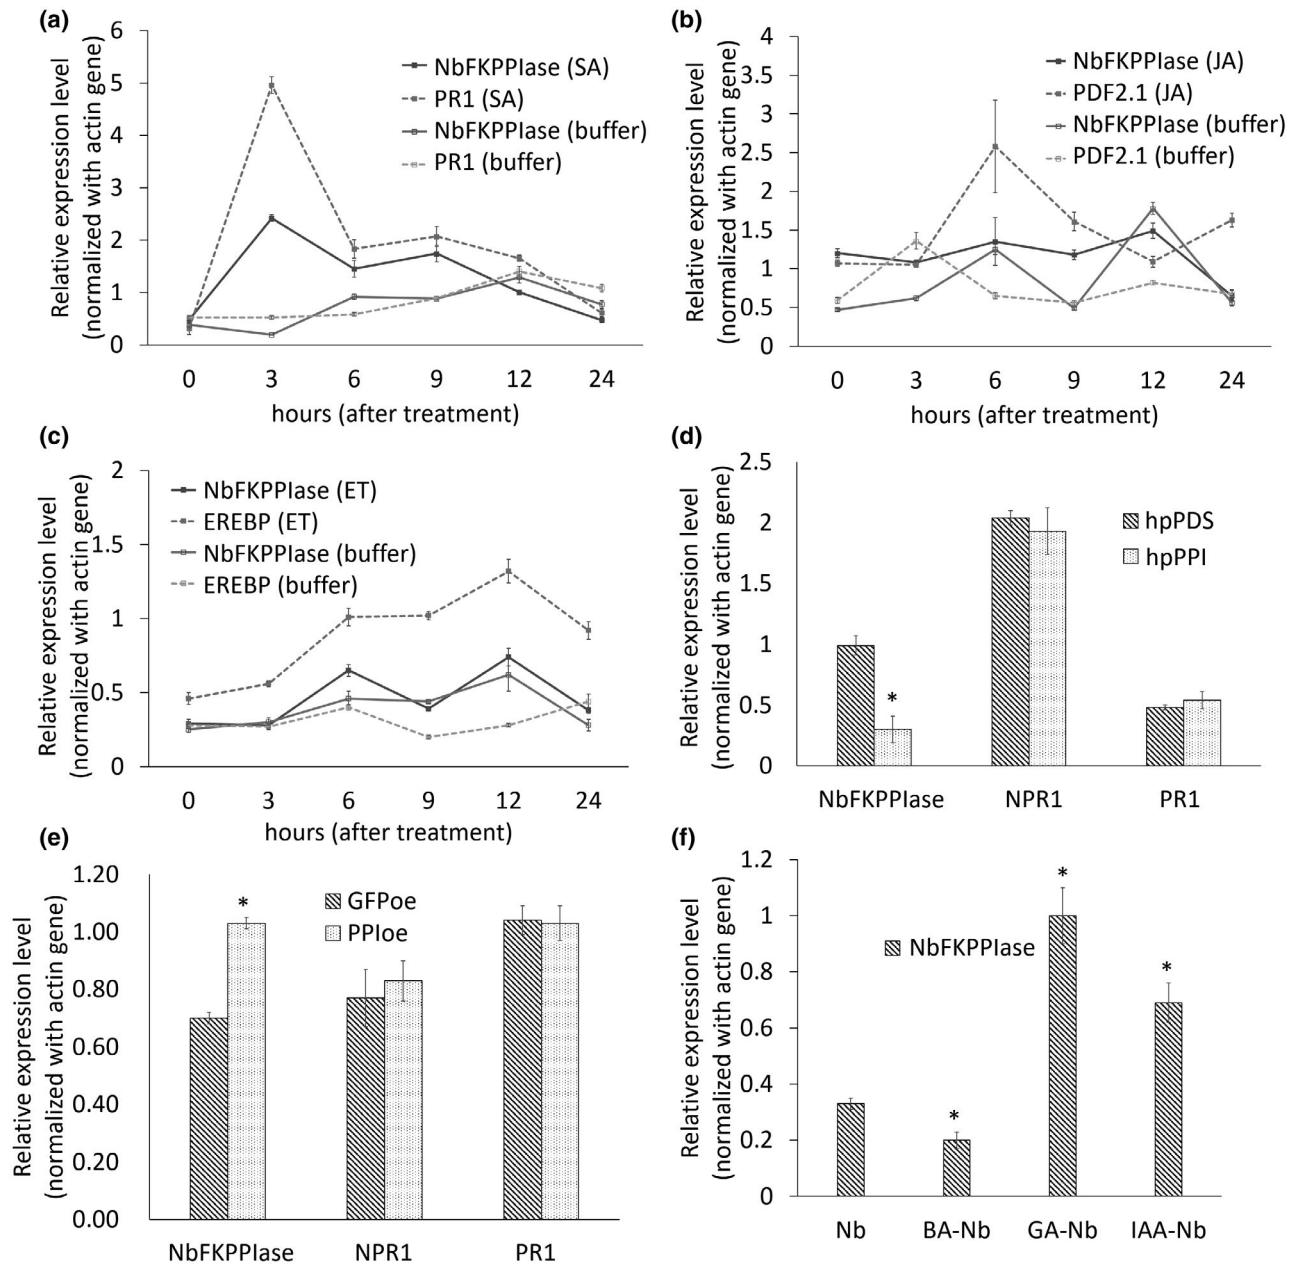 (a)
Relative expression level
(normalized with actin gene)
6
5
4
3
2
1
0
NbFKPPIase (SA)
PR1 (SA)
NbFKPPIase (buffer)
PR1 (buffer)
0 3 6 9 12 24
hours (after treatment)
(b)
Relative expression level
(normalized with actin gene)
4
3.5
3
2.5
2
1.5
1
0.5
0
NbFKPPIase (JA)
PDF2.1 (JA)
NbFKPPIase (buffer)
PDF2.1 (buffer)
0 3 6 9 12 24
hours (after treatment)
(c)
Relative expression level
(normalized with actin gene)
2
1.5
1
0.5
0
NbFKPPIase (ET)
EREBP (ET)
NbFKPPIase (buffer)
EREBP (buffer)
0 3 6 9 12 24
hours (after treatment)
(d)
Relative expression level
(normalized with actin gene)
2.5
2
1.5
1
0.5
0
hpPDS
hpPPI
*
NbFKPPIase NPR1 PR1
(e)
Relative expression level
(normalized with actin gene)
1.20
1.00
0.80
0.60
0.40
0.20
0.00
GFPoe
PPIoe
*
NbFKPPIase NPR1 PR1
(f)
Relative expression level
(normalized with actin gene)
1.2
1
0.8
0.6
0.4
0.2
0
NbFKPPIase
* * *
Nb BA-Nb GA-Nb IAA-Nb